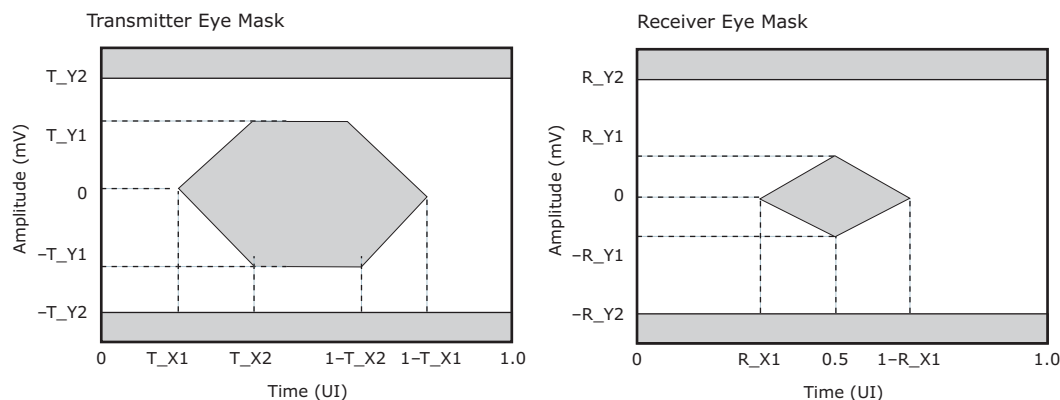 Transmitter Eye Mask
T_Y2
T_Y1
0
–T_Y1
–T_Y2
Amplitude (mV)
0 T_X1 T_X2 1–T_X2 1–T_X1 1.0
Time (UI)
Receiver Eye Mask
R_Y2
R_Y1
0
–R_Y1
–R_Y2
Amplitude (mV)
0 R_X1 0.5 1–R_X1 1.0
Time (UI)